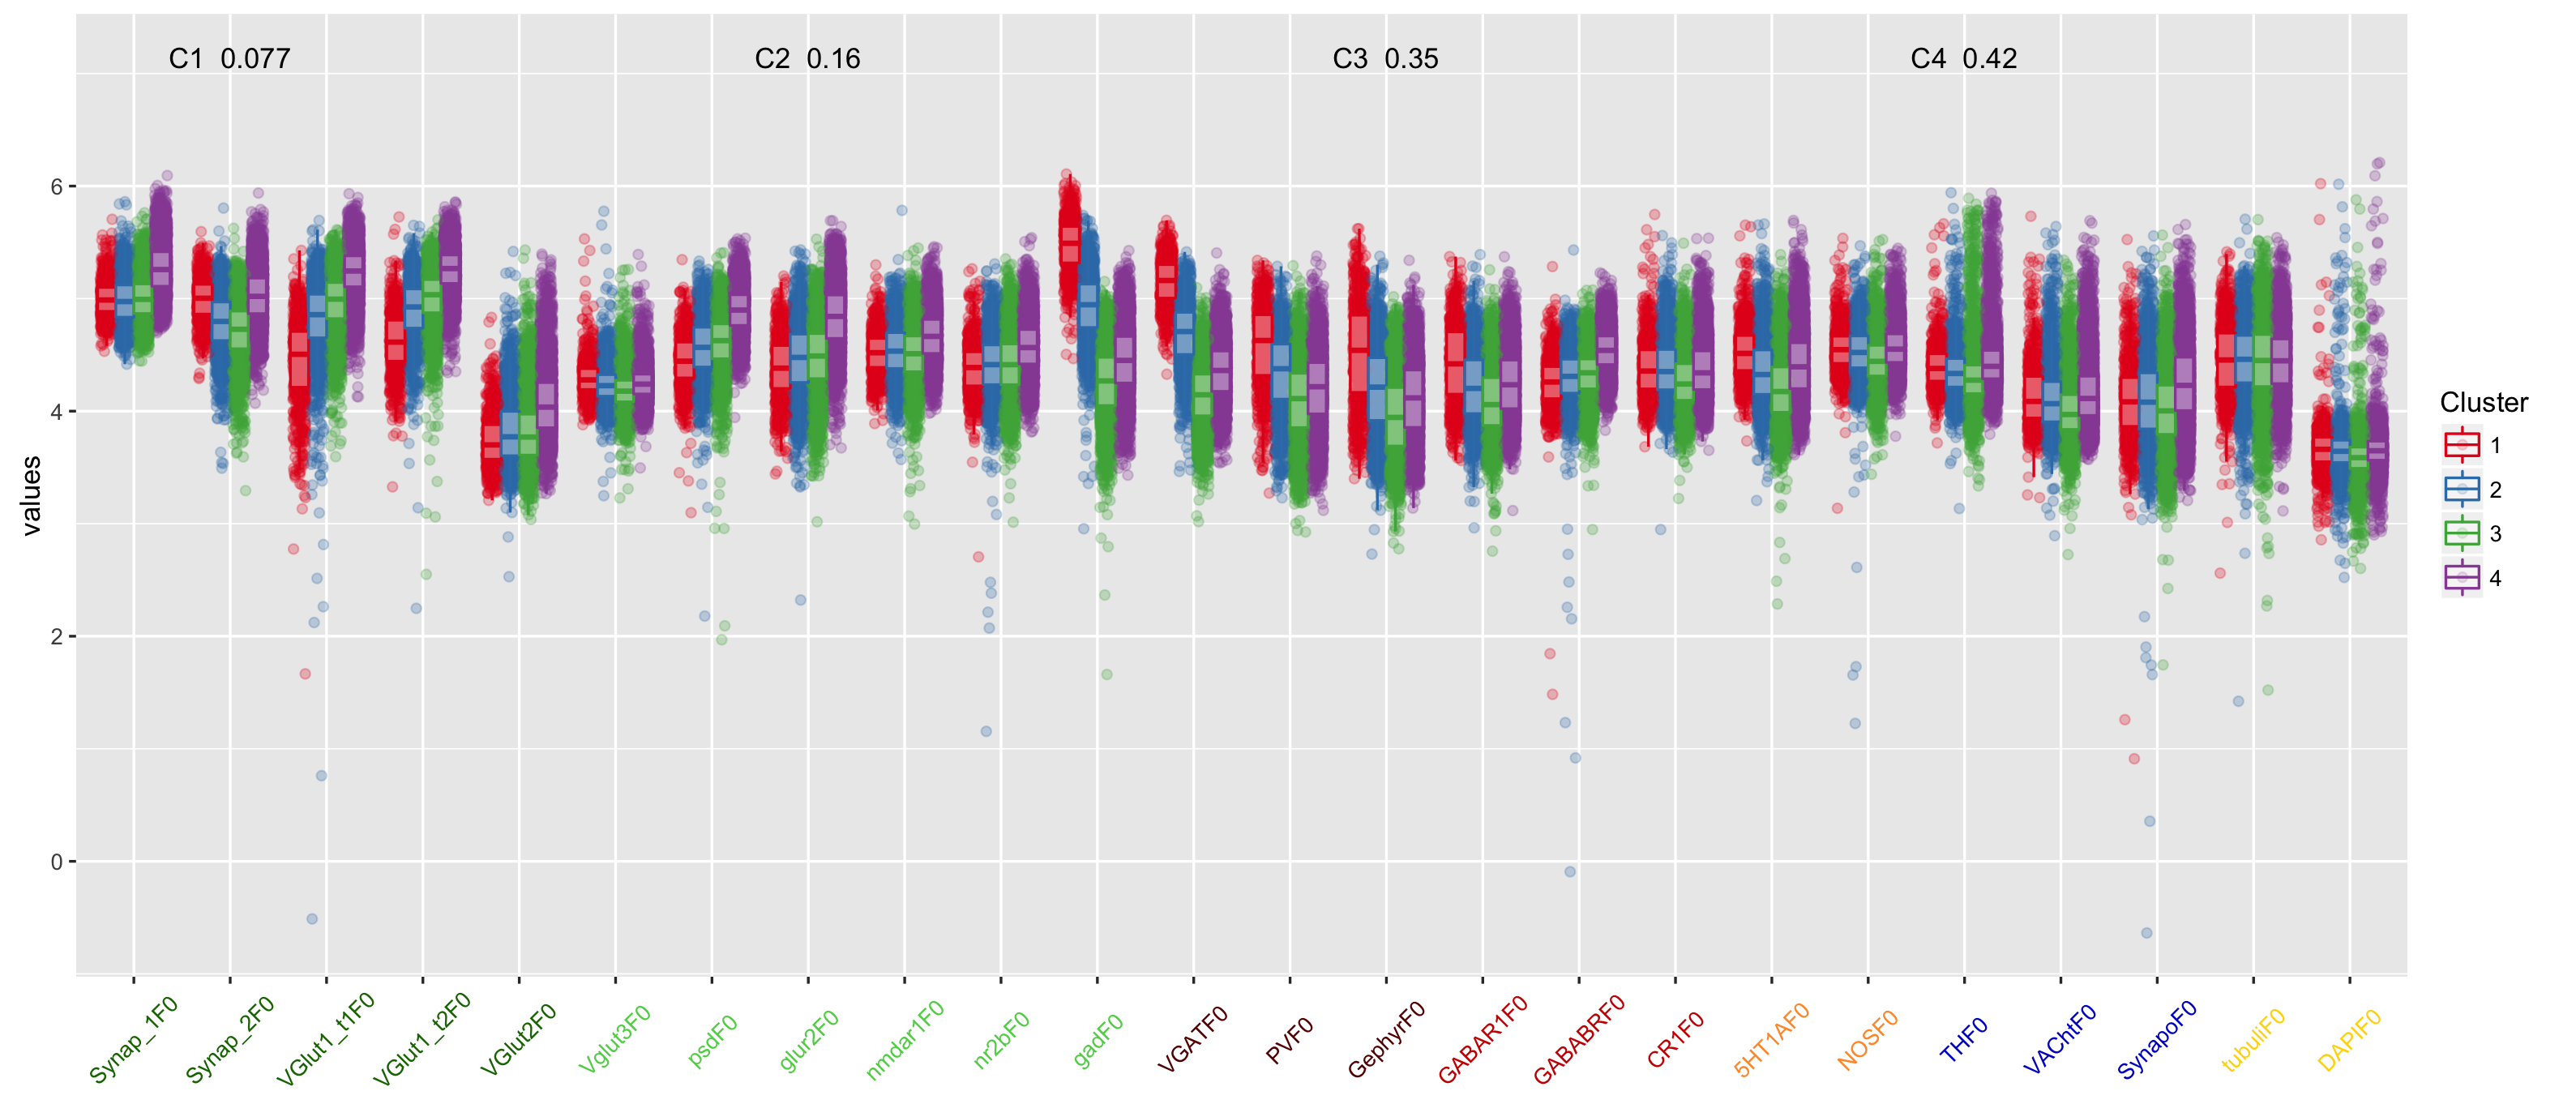 C1 0.077
C2 0.16
C3 0.35
C4 0.42
values
6
4
2
0
Synap_1F0
Synap_2F0
VGlut1_t1F0
VGlut1_t2F0
VGlut2F0
Vglut3F0
psdF0
glur2F0
nmdar1F0
nr2bF0
gadF0
VGATF0
PVF0
GephyrF0
GABAR1F0
GABABRF0
CR1F0
5HT1AF0
NOSF0
THF0
VAChtF0
SynapoF0
tubuliF0
DAPIF0
Cluster
1
2
3
4